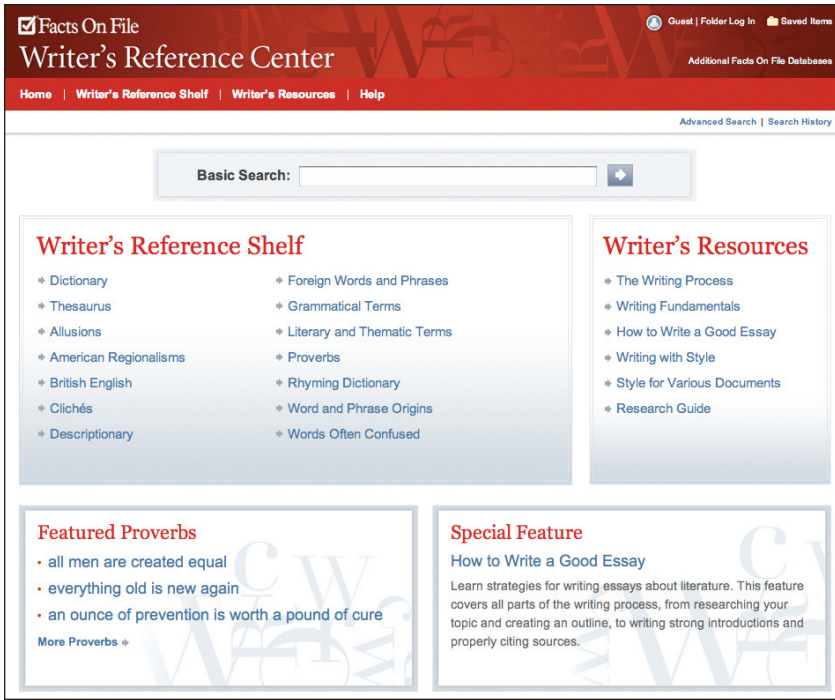 Facts On File
Writer's Reference Center
Guest | Folder Log In Saved Items
Additional Facts On File Databases
Home | Writer's Reference Shelf | Writer's Resources | Help
Advanced Search | Search History
Basic Search:
Writer's Reference Shelf
Dictionary
Thesaurus
Allusions
American Regionalisms
British English
Clichés
Descriptionary
Foreign Words and Phrases
Grammatical Terms
Literary and Thematic Terms
Proverbs
Rhyming Dictionary
Word and Phrase Origins
Words Often Confused
Writer's Resources
The Writing Process
Writing Fundamentals
How to Write a Good Essay
Writing with Style
Style for Various Documents
Research Guide
Featured Proverbs
• all men are created equal
• everything old is new again
• an ounce of prevention is worth a pound of cure
More Proverbs
Special Feature
How to Write a Good Essay
Learn strategies for writing essays about literature. This feature
covers all parts of the writing process, from researching your
topic and creating an outline, to writing strong introductions and
properly citing sources.